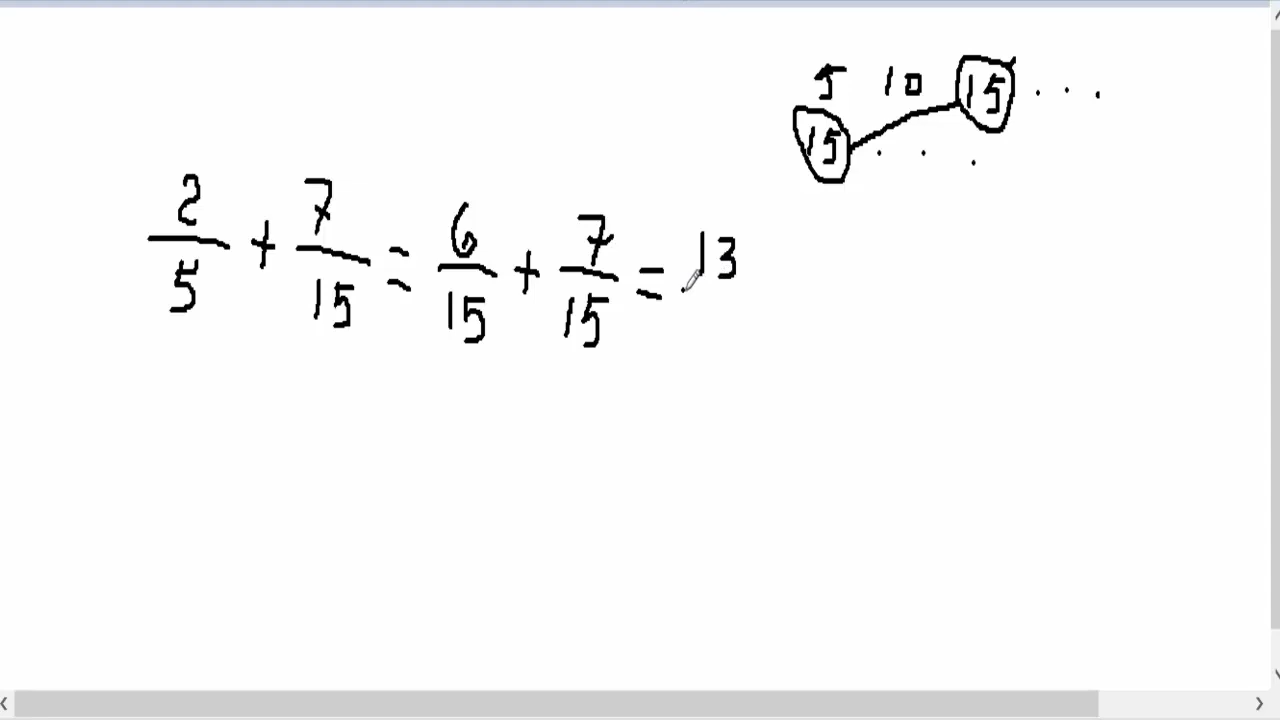 5 10 15 . . .
15 . . .
2/5 + 7/15 = 6/15 + 7/15 = 13